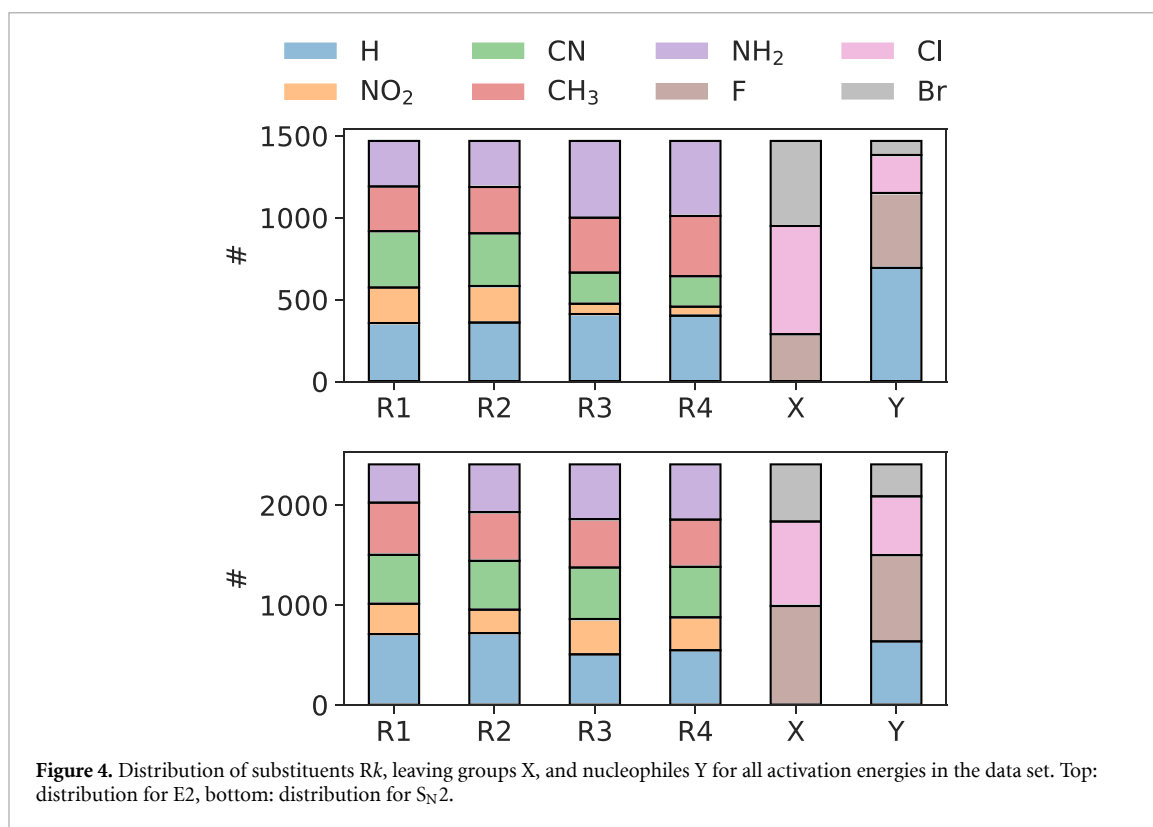 H CN NH₂ Cl
NO₂ CH₃ F Br
1500
1000
500
0
#
R1 R2 R3 R4 X Y
2000
1000
0
#
R1 R2 R3 R4 X Y
Figure 4. Distribution of substituents Rk, leaving groups X, and nucleophiles Y for all activation energies in the data set. Top:
distribution for E2, bottom: distribution for S_N2.